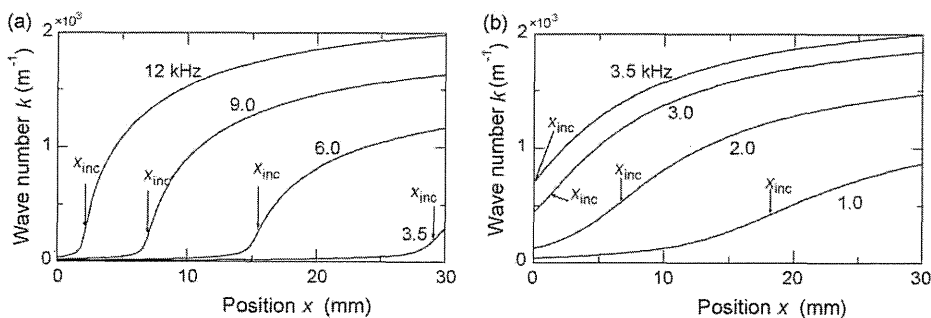 (a)
×10³
2
1
0
Wave number k (m⁻¹)
12 kHz
9.0
6.0
3.5
x_inc
x_inc
x_inc
x_inc
0 10 20 30
Position x (mm)
(b)
×10³
2
1
0
Wave number k (m⁻¹)
3.5 kHz
3.0
2.0
1.0
x_inc
x_inc
x_inc
x_inc
0 10 20 30
Position x (mm)